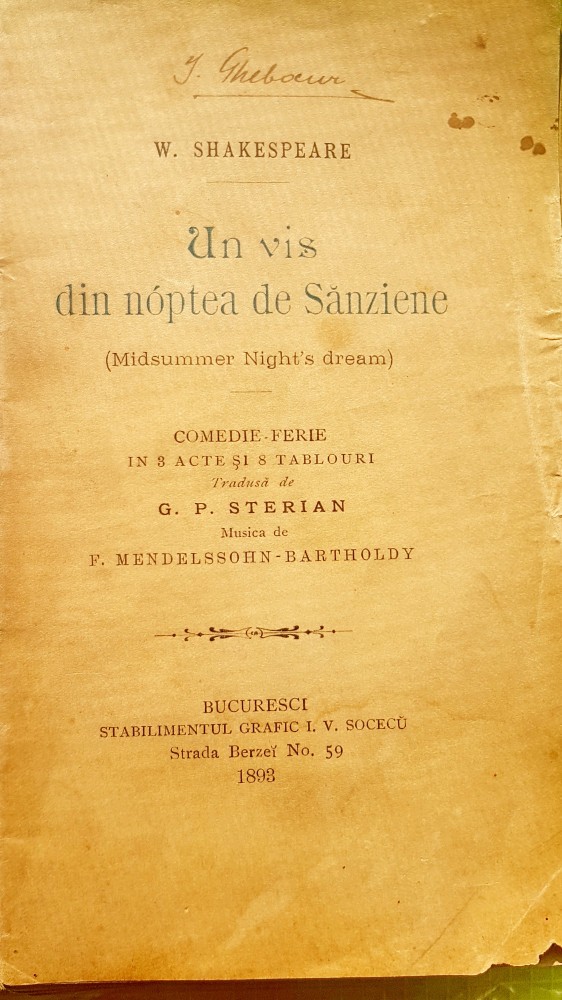 W. SHAKESPEARE
Un vis
din nóptea de Sănziene
(Midsummer Night's dream)
COMEDIE-FERIE
IN 3 ACTE ŞI 8 TABLOURI
Tradusă de
G. P. STERIAN
Musica de
F. MENDELSSOHN-BARTHOLDY
BUCURESCI
STABILIMENTUL GRAFIC I. V. SOCECŬ
Strada Berzeĭ No. 59
1893